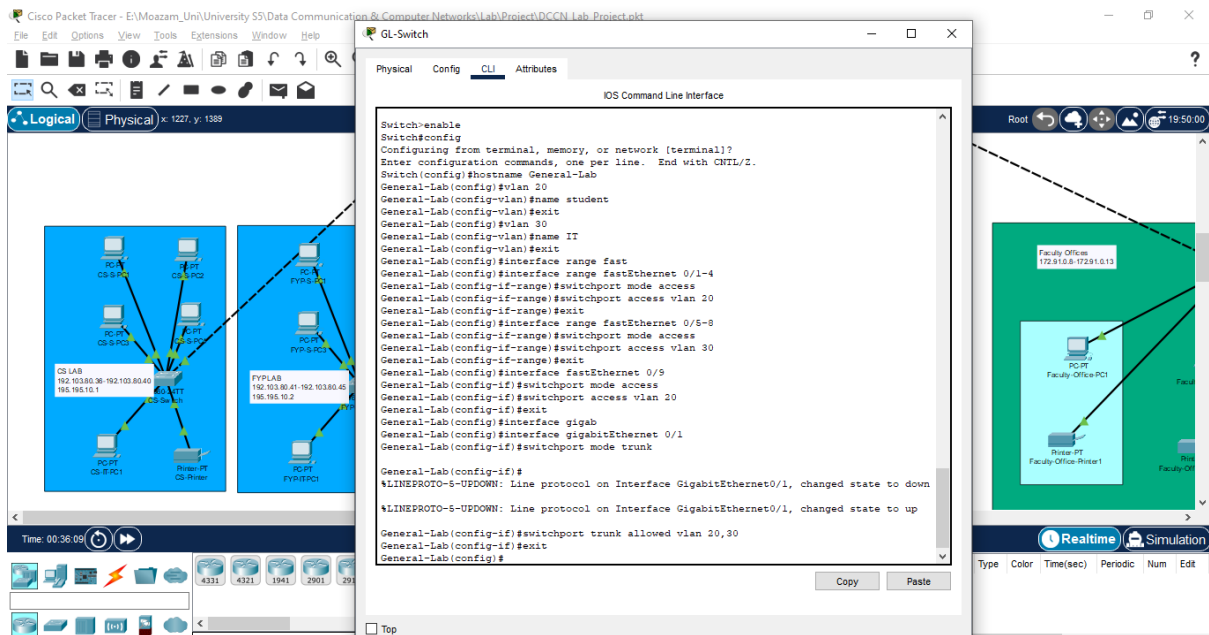 Cisco Packet Tracer - E:\Moazam_Uni\University S5\Data Communication & Computer Networks\Lab\Project\DCCN_Lab_Project.pkt
File Edit Options View Tools Extensions Window Help
?
Logical
Physical
x: 1227, y: 1389
Root
19:50:00
PC-PT
CS-S-PC1
PC-PT
CS-S-PC2
PC-PT
CS-S-PC3
CS LAB
192.103.80.36-192.103.80.40
195.195.10.1
CS-Switch
PC-PT
CS-IT-PC1
Printer-PT
CS-Printer
PC-PT
FYP-S-PC1
PC-PT
FYP-S-PC3
FYPLAB
192.103.80.41-192.103.80.45
195.195.10.2
PC-PT
FYP-IT-PC1
GL-Switch
Physical Config CLI Attributes
IOS Command Line Interface
Switch>enable
Switch#config
Configuring from terminal, memory, or network [terminal]?
Enter configuration commands, one per line. End with CNTL/Z.
Switch(config)#hostname General-Lab
General-Lab(config)#vlan 20
General-Lab(config-vlan)#name student
General-Lab(config-vlan)#exit
General-Lab(config)#vlan 30
General-Lab(config-vlan)#name IT
General-Lab(config-vlan)#exit
General-Lab(config)#interface range fast
General-Lab(config)#interface range fastEthernet 0/1-4
General-Lab(config-if-range)#switchport mode access
General-Lab(config-if-range)#switchport access vlan 20
General-Lab(config-if-range)#exit
General-Lab(config)#interface range fastEthernet 0/5-8
General-Lab(config-if-range)#switchport mode access
General-Lab(config-if-range)#switchport access vlan 30
General-Lab(config-if-range)#exit
General-Lab(config)#interface fastEthernet 0/9
General-Lab(config-if)#switchport mode access
General-Lab(config-if)#switchport access vlan 20
General-Lab(config-if)#exit
General-Lab(config)#interface gigab
General-Lab(config)#interface gigabitEthernet 0/1
General-Lab(config-if)#switchport mode trunk
General-Lab(config-if)#
%LINEPROTO-5-UPDOWN: Line protocol on Interface GigabitEthernet0/1, changed state to down
%LINEPROTO-5-UPDOWN: Line protocol on Interface GigabitEthernet0/1, changed state to up
General-Lab(config-if)#switchport trunk allowed vlan 20,30
General-Lab(config-if)#exit
General-Lab(config)#
Copy
Paste
Top
Faculty Offices
172.91.0.8-172.91.0.13
PC-PT
Faculty-Office-PC1
Printer-PT
Faculty-Office-Printer1
Time: 00:36:09
Realtime
Simulation
4331
4321
1941
2901
Type Color Time(sec) Periodic Num Edit